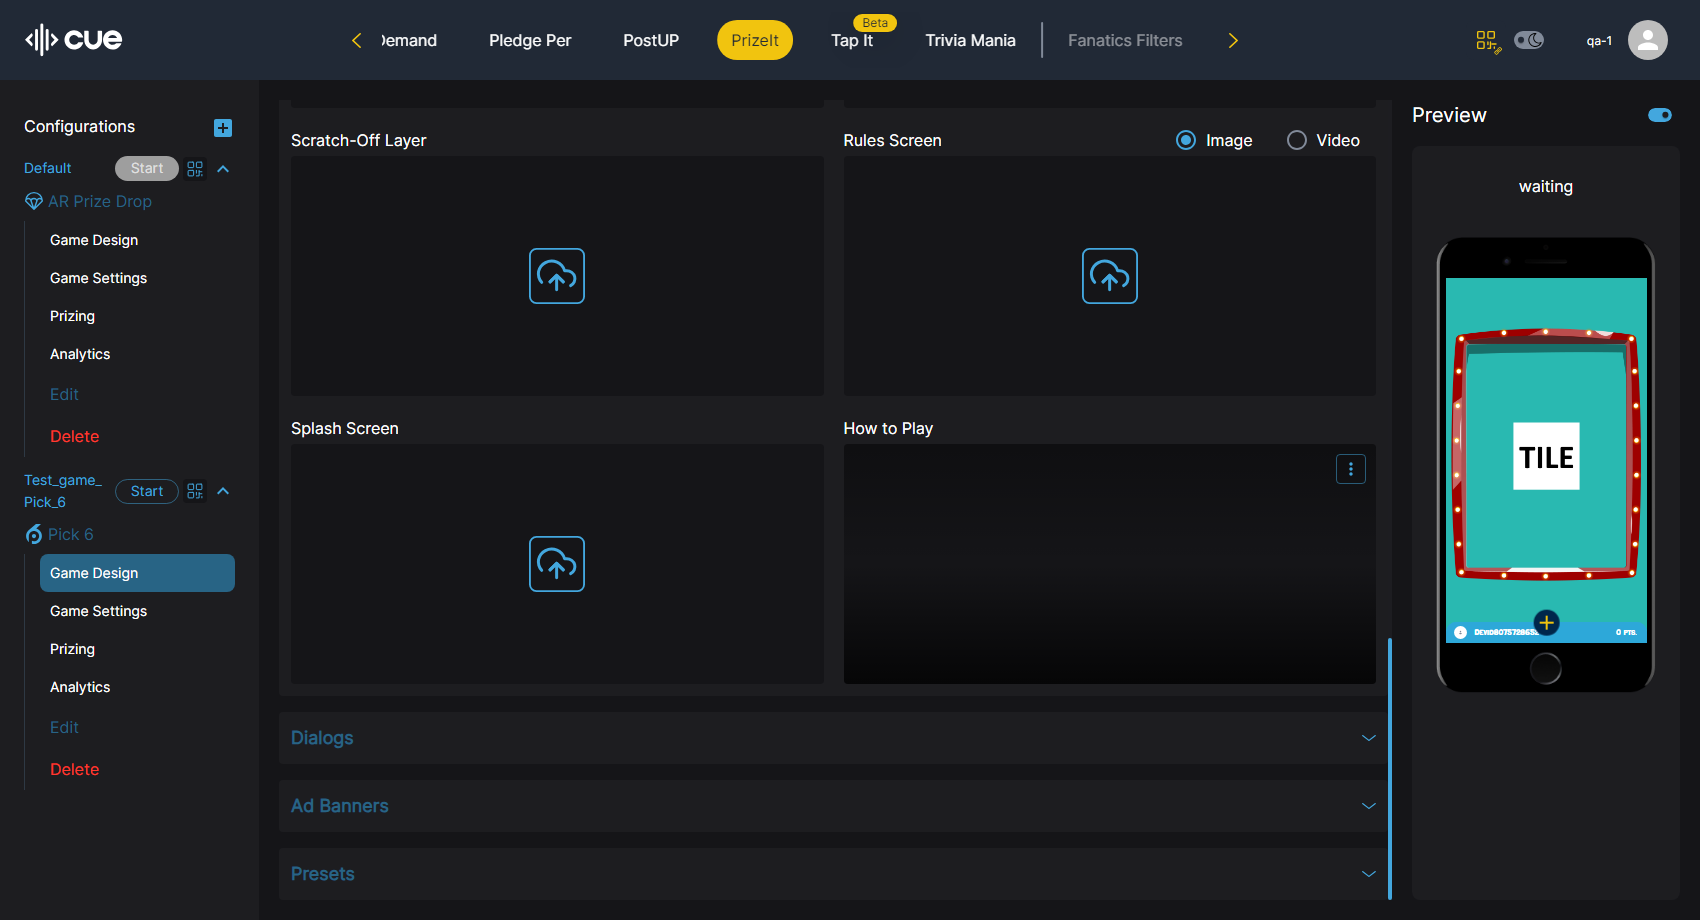 cue
Demand
Pledge Per
PostUP
PrizeIt
Beta
Tap It
Trivia Mania
Fanatics Filters
qa-1
Configurations
Default
Start
AR Prize Drop
Game Design
Game Settings
Prizing
Analytics
Edit
Delete
Test_game_
Pick_6
Start
Pick 6
Game Design
Game Settings
Prizing
Analytics
Edit
Delete
Scratch-Off Layer
Rules Screen
Image
Video
Splash Screen
How to Play
Dialogs
Ad Banners
Presets
Preview
waiting
TILE
0 PTS.